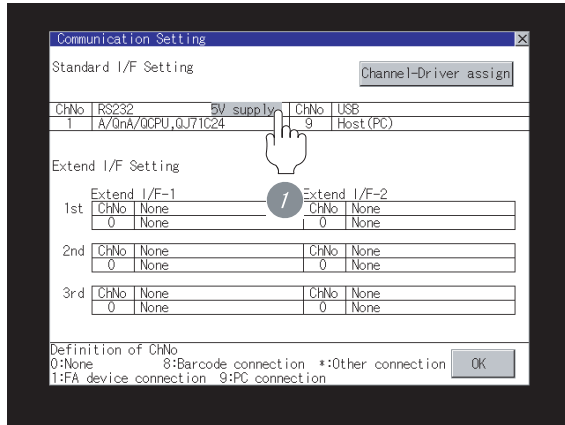 Communication Setting X
Standard I/F Setting
Channel-Driver assign
ChNo RS232 5V supply ChNo USB
1 A/QnA/QCPU,QJ71C24 9 Host(PC)
Extend I/F Setting
1
Extend I/F-1 Extend I/F-2
1st ChNo None ChNo None
0 None 0 None
2nd ChNo None ChNo None
0 None 0 None
3rd ChNo None ChNo None
0 None 0 None
Definition of ChNo
0:None 8:Barcode connection *:Other connection OK
1:FA device connection 9:PC connection